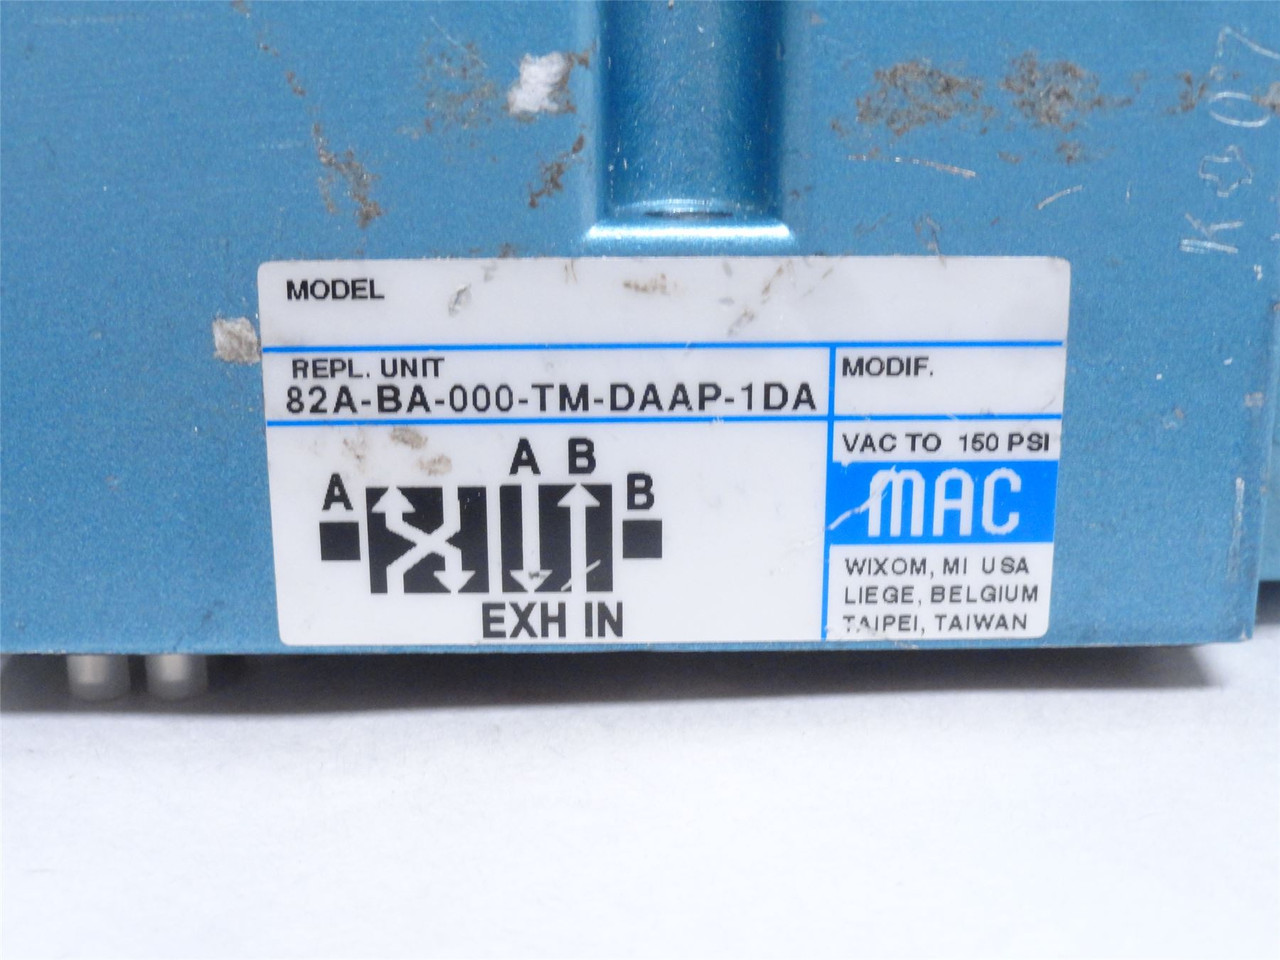 MODEL
REPL. UNIT
82A-BA-000-TM-DAAP-1DA
MODIF.
VAC TO 150 PSI
MAC
WIXOM, MI USA
LIEGE, BELGIUM
TAIPEI, TAIWAN
A B
A B
EXH IN